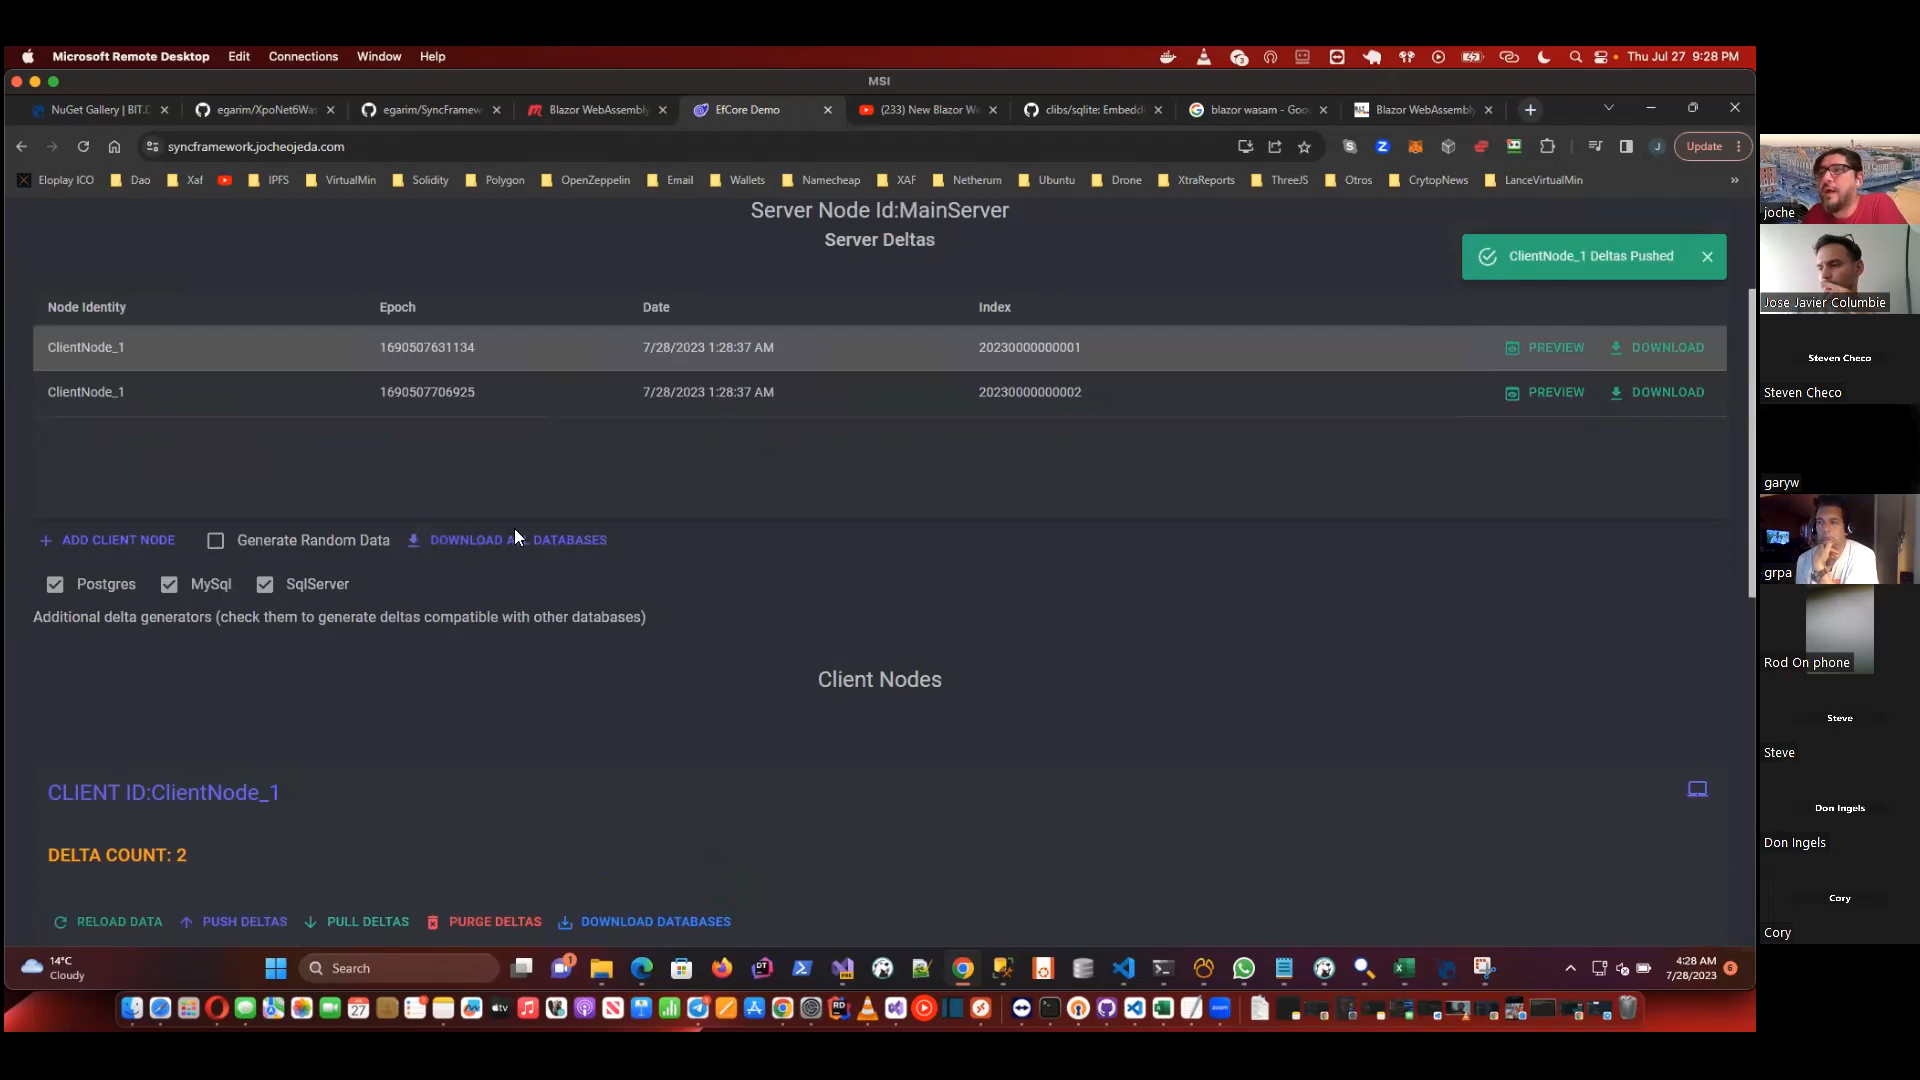 Microsoft Remote Desktop Edit Connections Window Help
Thu Jul 27 9:28 PM
MSI
NuGet Gallery | BIT.D
egarim/XpoNet6Was
egarim/SyncFramew
Blazor WebAssembly
EfCore Demo
(233) New Blazor W
clibs/sqlite: Embeddi
blazor wasam - Goo
Blazor WebAssembly
syncframework.jocheojeda.com
Update
Eloplay ICO Dao Xaf IPFS VirtualMin Solidity Polygon OpenZeppelin Email Wallets Namecheap XAF Netherum Ubuntu Drone XtraReports ThreeJS Otros CrytopNews LanceVirtualMin
Server Node Id:MainServer
Server Deltas
ClientNode_1 Deltas Pushed
Node Identity Epoch Date Index
ClientNode_1 1690507631134 7/28/2023 1:28:37 AM 20230000000001 PREVIEW DOWNLOAD
ClientNode_1 1690507706925 7/28/2023 1:28:37 AM 20230000000002 PREVIEW DOWNLOAD
ADD CLIENT NODE Generate Random Data DOWNLOAD ALL DATABASES
Postgres MySql SqlServer
Additional delta generators (check them to generate deltas compatible with other databases)
Client Nodes
CLIENT ID:ClientNode_1
DELTA COUNT: 2
RELOAD DATA PUSH DELTAS PULL DELTAS PURGE DELTAS DOWNLOAD DATABASES
14°C
Cloudy
Search
4:28 AM
7/28/2023
6
joche
Jose Javier Columbie
Steven Checo
Steven Checo
garyw
grpa
Rod On phone
Steve
Steve
Don Ingels
Don Ingels
Cory
Cory